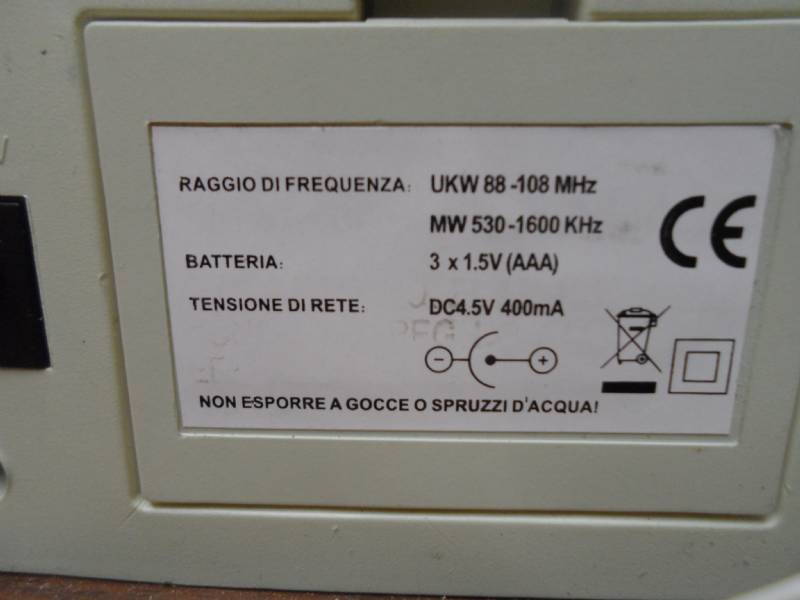 RAGGIO DI FREQUENZA: UKW 88-108 MHz
MW 530-1600 KHz
BATTERIA: 3 x 1.5V (AAA)
TENSIONE DI RETE: DC4.5V 400mA
NON ESPORRE A GOCCE O SPRUZZI D'ACQUA!
CE